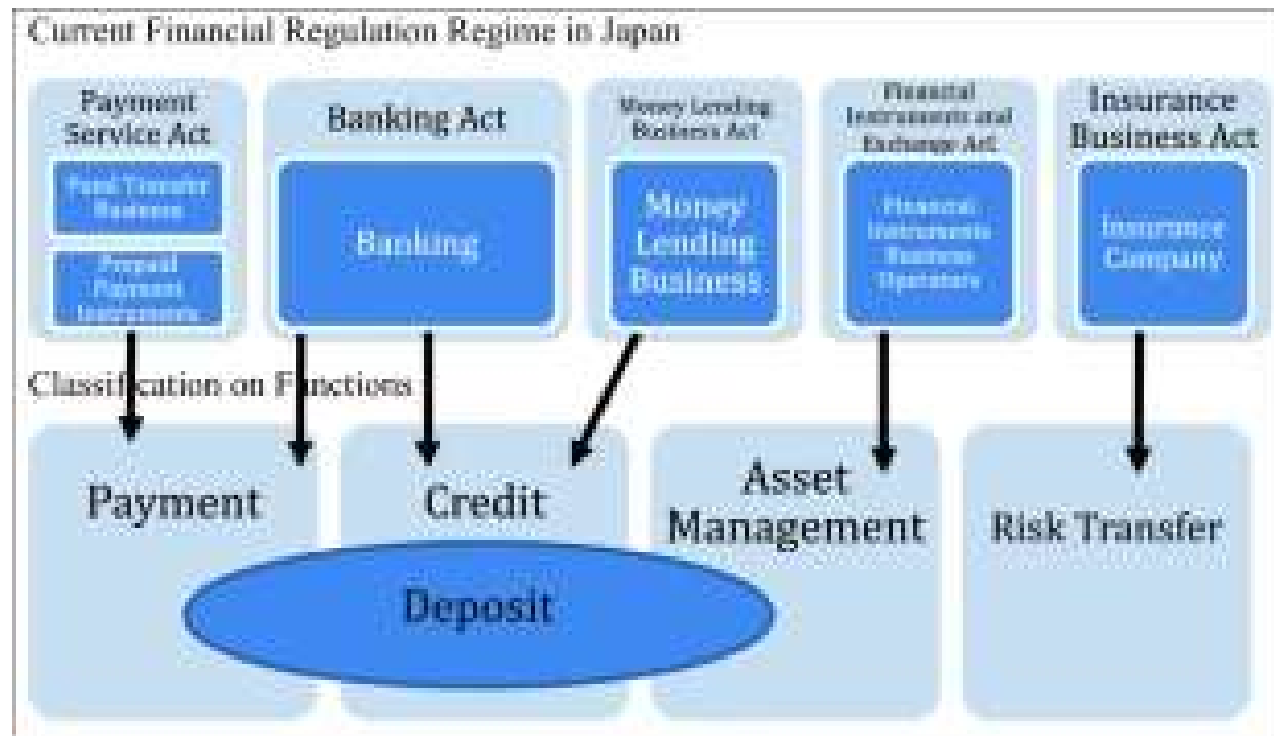 Current Financial Regulation Regime in Japan
Payment
Service Act
Fund Transfer
Business
Prepaid
Payment
Instruments
Banking Act
Banking
Money Lending
Business Act
Money
Lending
Business
Financial
Instruments and
Exchange Act
Financial
Instruments
Business
Operators
Insurance
Business Act
Insurance
Company
Classification on Functions
Payment
Credit
Asset
Management
Risk Transfer
Deposit